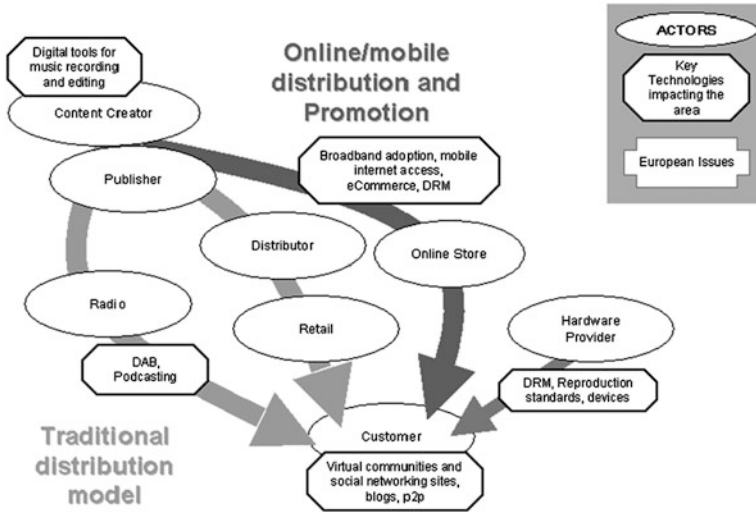 Digital tools for
music recording
and editing
Content Creator
Online/mobile
distribution and
Promotion
ACTORS
Key
Technologies
impacting the
area
European Issues
Publisher
Broadband adoption, mobile
internet access,
eCommerce, DRM
Distributor
Online Store
Radio
Retail
Hardware
Provider
DAB,
Podcasting
DRM, Reproduction
standards, devices
Traditional
distribution
model
Customer
Virtual communities and
social networking sites,
blogs, p2p